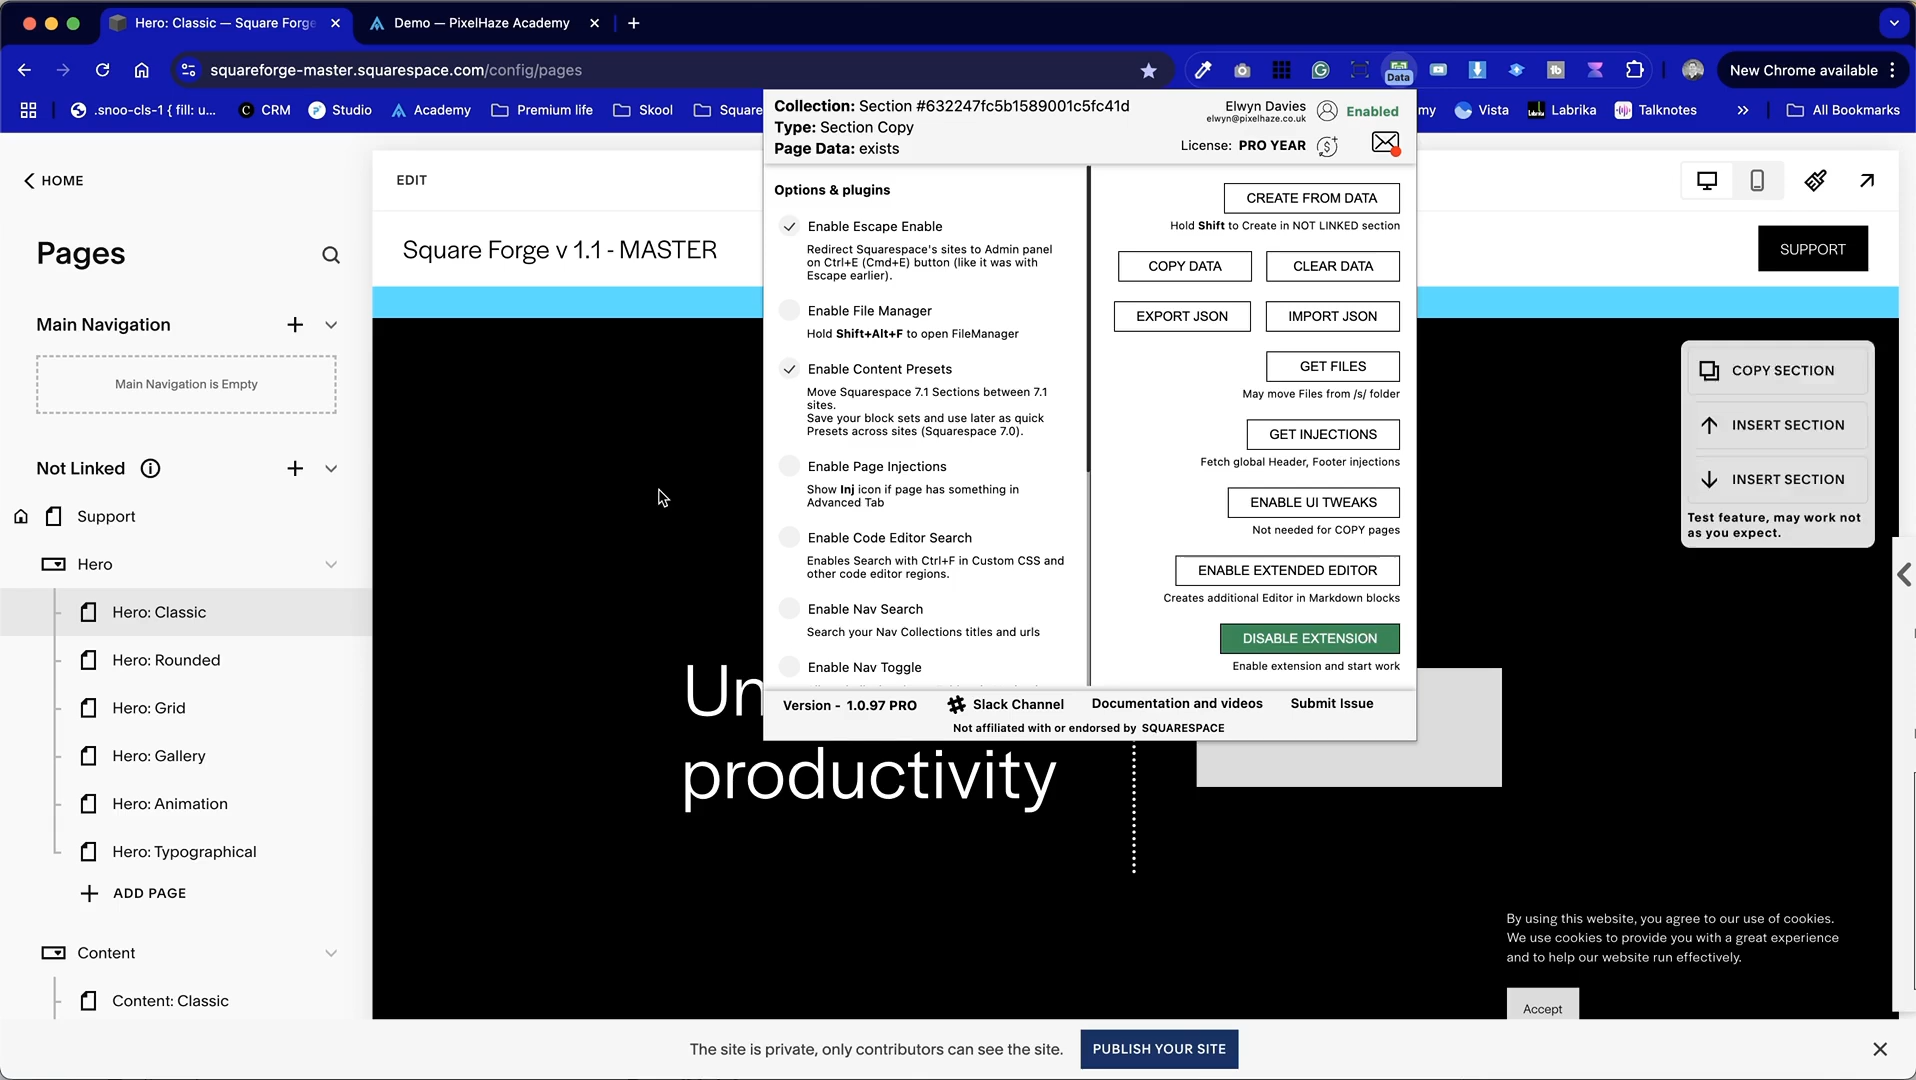 Hero: Classic — Square Forge
Demo — PixelHaze Academy
squareforge-master.squarespace.com/config/pages
Data
New Chrome available
.snoo-cls-1 { fill: u...
CRM
Studio
Academy
Premium life
Skool
Square
my
Vista
Labrika
Talknotes
All Bookmarks
Collection: Section #632247fc5b1589001c5fc41d
Type: Section Copy
Page Data: exists
Elwyn Davies
elwyn@pixelhaze.co.uk
Enabled
License: PRO YEAR
HOME
Pages
Main Navigation
Main Navigation is Empty
Not Linked
Support
Hero
Hero: Classic
Hero: Rounded
Hero: Grid
Hero: Gallery
Hero: Animation
Hero: Typographical
ADD PAGE
Content
Content: Classic
EDIT
Square Forge v 1.1 - MASTER
SUPPORT
Options & plugins
Enable Escape Enable
Redirect Squarespace's sites to Admin panel
on Ctrl+E (Cmd+E) button (like it was with
Escape earlier).
Enable File Manager
Hold Shift+Alt+F to open FileManager
Enable Content Presets
Move Squarespace 7.1 Sections between 7.1
sites.
Save your block sets and use later as quick
Presets across sites (Squarespace 7.0).
Enable Page Injections
Show Inj icon if page has something in
Advanced Tab
Enable Code Editor Search
Enables Search with Ctrl+F in Custom CSS and
other code editor regions.
Enable Nav Search
Search your Nav Collections titles and urls
Enable Nav Toggle
CREATE FROM DATA
Hold Shift to Create in NOT LINKED section
COPY DATA
CLEAR DATA
EXPORT JSON
IMPORT JSON
GET FILES
May move Files from /s/ folder
GET INJECTIONS
Fetch global Header, Footer injections
ENABLE UI TWEAKS
Not needed for COPY pages
ENABLE EXTENDED EDITOR
Creates additional Editor in Markdown blocks
DISABLE EXTENSION
Enable extension and start work
Version - 1.0.97 PRO
Slack Channel
Documentation and videos
Submit Issue
Not affiliated with or endorsed by SQUARESPACE
COPY SECTION
INSERT SECTION
INSERT SECTION
Test feature, may work not
as you expect.
Un
productivity
By using this website, you agree to our use of cookies.
We use cookies to provide you with a great experience
and to help our website run effectively.
Accept
The site is private, only contributors can see the site.
PUBLISH YOUR SITE